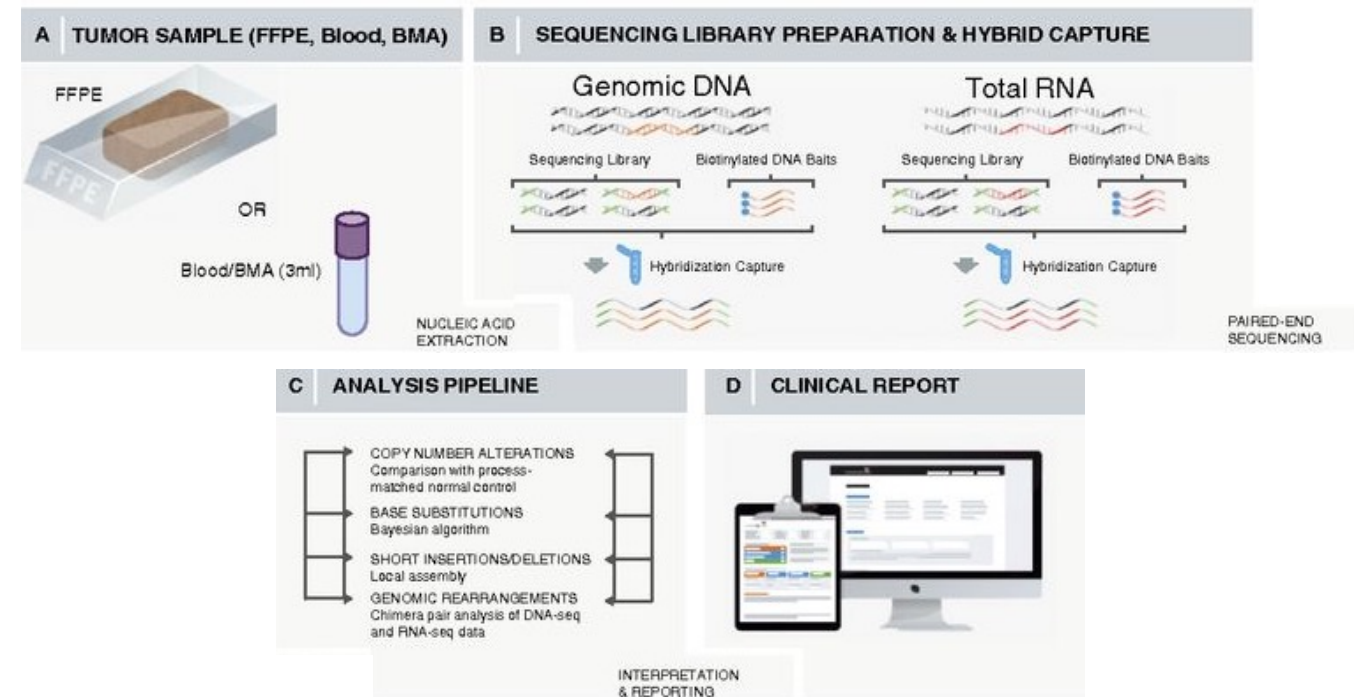 A TUMOR SAMPLE (FFPE, Blood, BMA)
FFPE
FFPE
OR
Blood/BMA (3ml)
NUCLEIC ACID
EXTRACTION
B SEQUENCING LIBRARY PREPARATION & HYBRID CAPTURE
Genomic DNA
Sequencing Library
Biotinylated DNA Baits
Hybridization Capture
Total RNA
Sequencing Library
Biotinylated DNA Baits
Hybridization Capture
PAIRED-END
SEQUENCING
C ANALYSIS PIPELINE
COPY NUMBER ALTERATIONS
Comparison with process-
matched normal control
BASE SUBSTITUTIONS
Bayesian algorithm
SHORT INSERTIONS/DELETIONS
Local assembly
GENOMIC REARRANGEMENTS
Chimera pair analysis of DNA-seq
and RNA-seq data
INTERPRETATION
& REPORTING
D CLINICAL REPORT